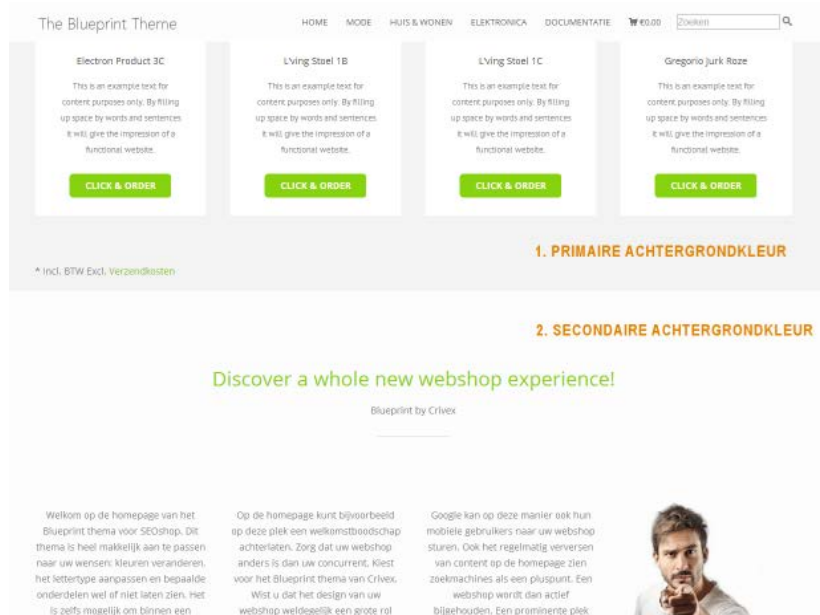 The Blueprint Theme
HOME MODE HUIS & WONEN ELEKTRONICA DOCUMENTATIE €0.00 Zoeken
Electron Product 3C
This is an example text for
content purposes only. By filling
up space by words and sentences
it will give the impression of a
functional website.
CLICK & ORDER
L'ving Stoel 1B
This is an example text for
content purposes only. By filling
up space by words and sentences
it will give the impression of a
functional website.
CLICK & ORDER
L'ving Stoel 1C
This is an example text for
content purposes only. By filling
up space by words and sentences
it will give the impression of a
functional website.
CLICK & ORDER
Gregorio Jurk Roze
This is an example text for
content purposes only. By filling
up space by words and sentences
it will give the impression of a
functional website.
CLICK & ORDER
1. PRIMAIRE ACHTERGRONDKLEUR
* Incl. BTW Excl. Verzendkosten
2. SECONDAIRE ACHTERGRONDKLEUR
Discover a whole new webshop experience!
Blueprint by Crivex
Welkom op de homepage van het
Blueprint thema voor SEOshop. Dit
thema is heel makkelijk aan te passen
naar uw wensen: kleuren veranderen,
het lettertype aanpassen en bepaalde
onderdelen wel of niet laten zien. Het
is zelfs mogelijk om binnen een
Op de homepage kunt bijvoorbeeld
op deze plek een welkomstboodschap
achterlaten. Zorg dat uw webshop
anders is dan uw concurrent. Kiest
voor het Blueprint thema van Crivex.
Wist u dat het design van uw
webshop weldegelijk een grote rol
Google kan op deze manier ook hun
mobiele gebruikers naar uw webshop
sturen. Ook het regelmatig verversen
van content op de homepage zien
zoekmachines als een pluspunt. Een
webshop wordt dan actief
bijgehouden. Een prominente plek